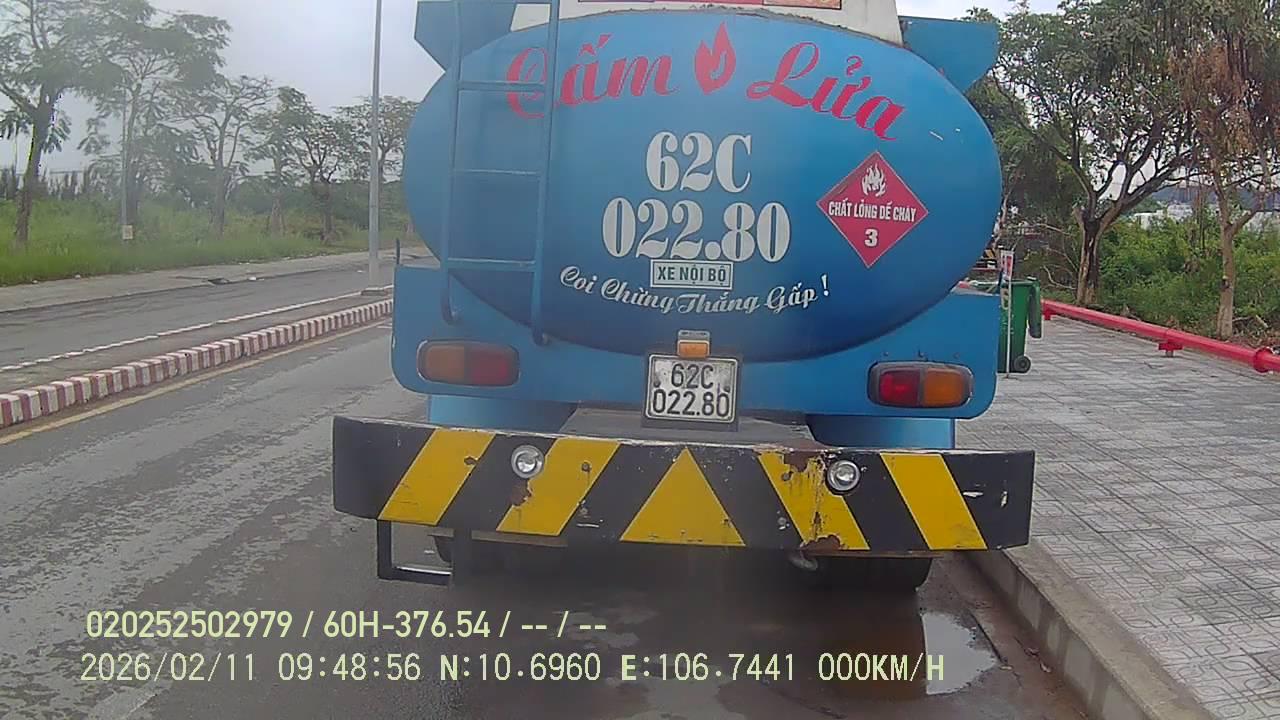 Cấm Lửa
62C
022.80
CHẤT LỎNG DỄ CHÁY
3
XE NỘI BỘ
Coi Chừng Thắng Gấp !
62C
022.80
020252502979 / 60H-376.54 / -- / --
2026/02/11 09:48:56 N:10.6960 E:106.7441 000KM/H